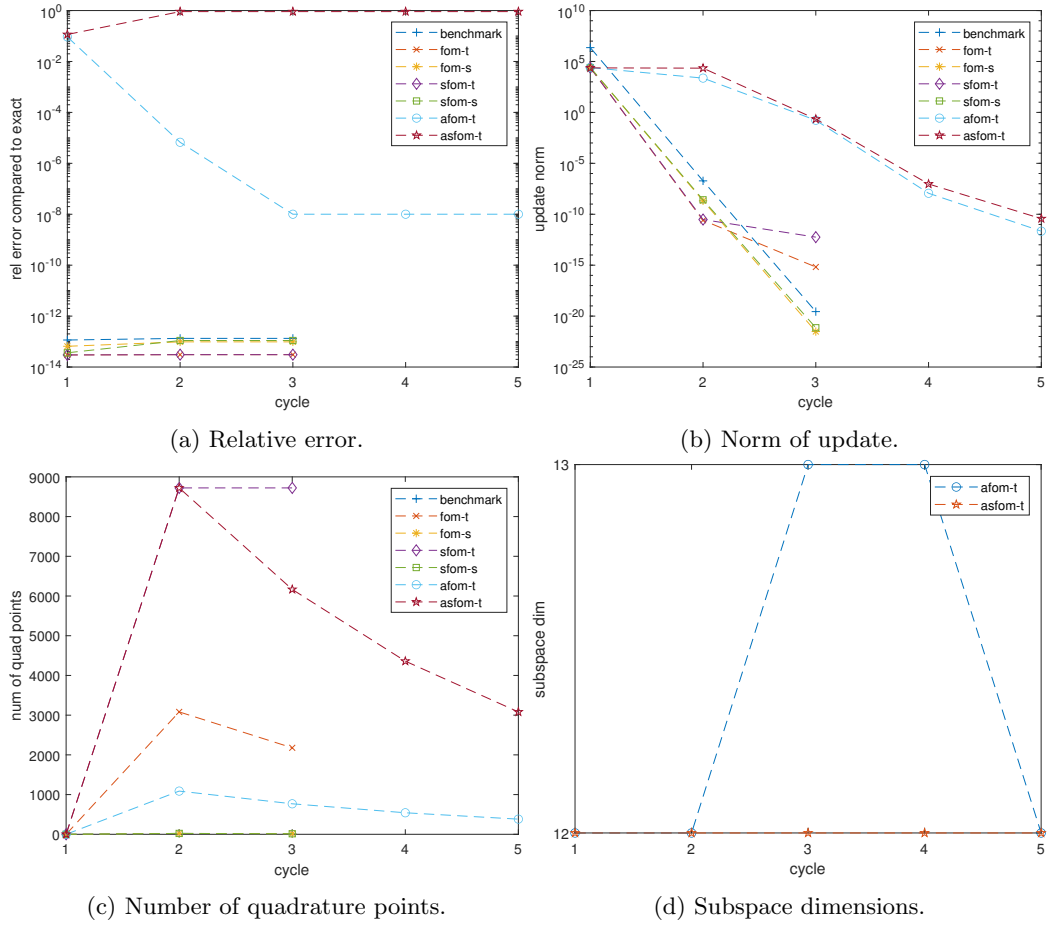 10^0
10^-2
10^-4
10^-6
10^-8
10^-10
10^-12
10^-14
rel error compared to exact
1 2 3 4 5
cycle
benchmark
fom-t
fom-s
sfom-t
sfom-s
afom-t
asfom-t
(a) Relative error.
10^10
10^5
10^0
10^-5
10^-10
10^-15
10^-20
10^-25
update norm
1 2 3 4 5
cycle
benchmark
fom-t
fom-s
sfom-t
sfom-s
afom-t
asfom-t
(b) Norm of update.
9000
8000
7000
6000
5000
4000
3000
2000
1000
0
num of quad points
1 2 3 4 5
cycle
benchmark
fom-t
fom-s
sfom-t
sfom-s
afom-t
asfom-t
(c) Number of quadrature points.
13
12
subspace dim
1 2 3 4 5
cycle
afom-t
asfom-t
(d) Subspace dimensions.